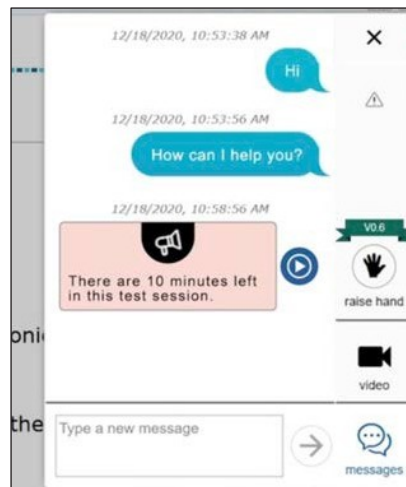 12/18/2020, 10:53:38 AM
Hi
12/18/2020, 10:53:56 AM
How can I help you?
12/18/2020, 10:58:56 AM
There are 10 minutes left
in this test session.
V0.6
raise hand
video
oni
the
Type a new message
messages